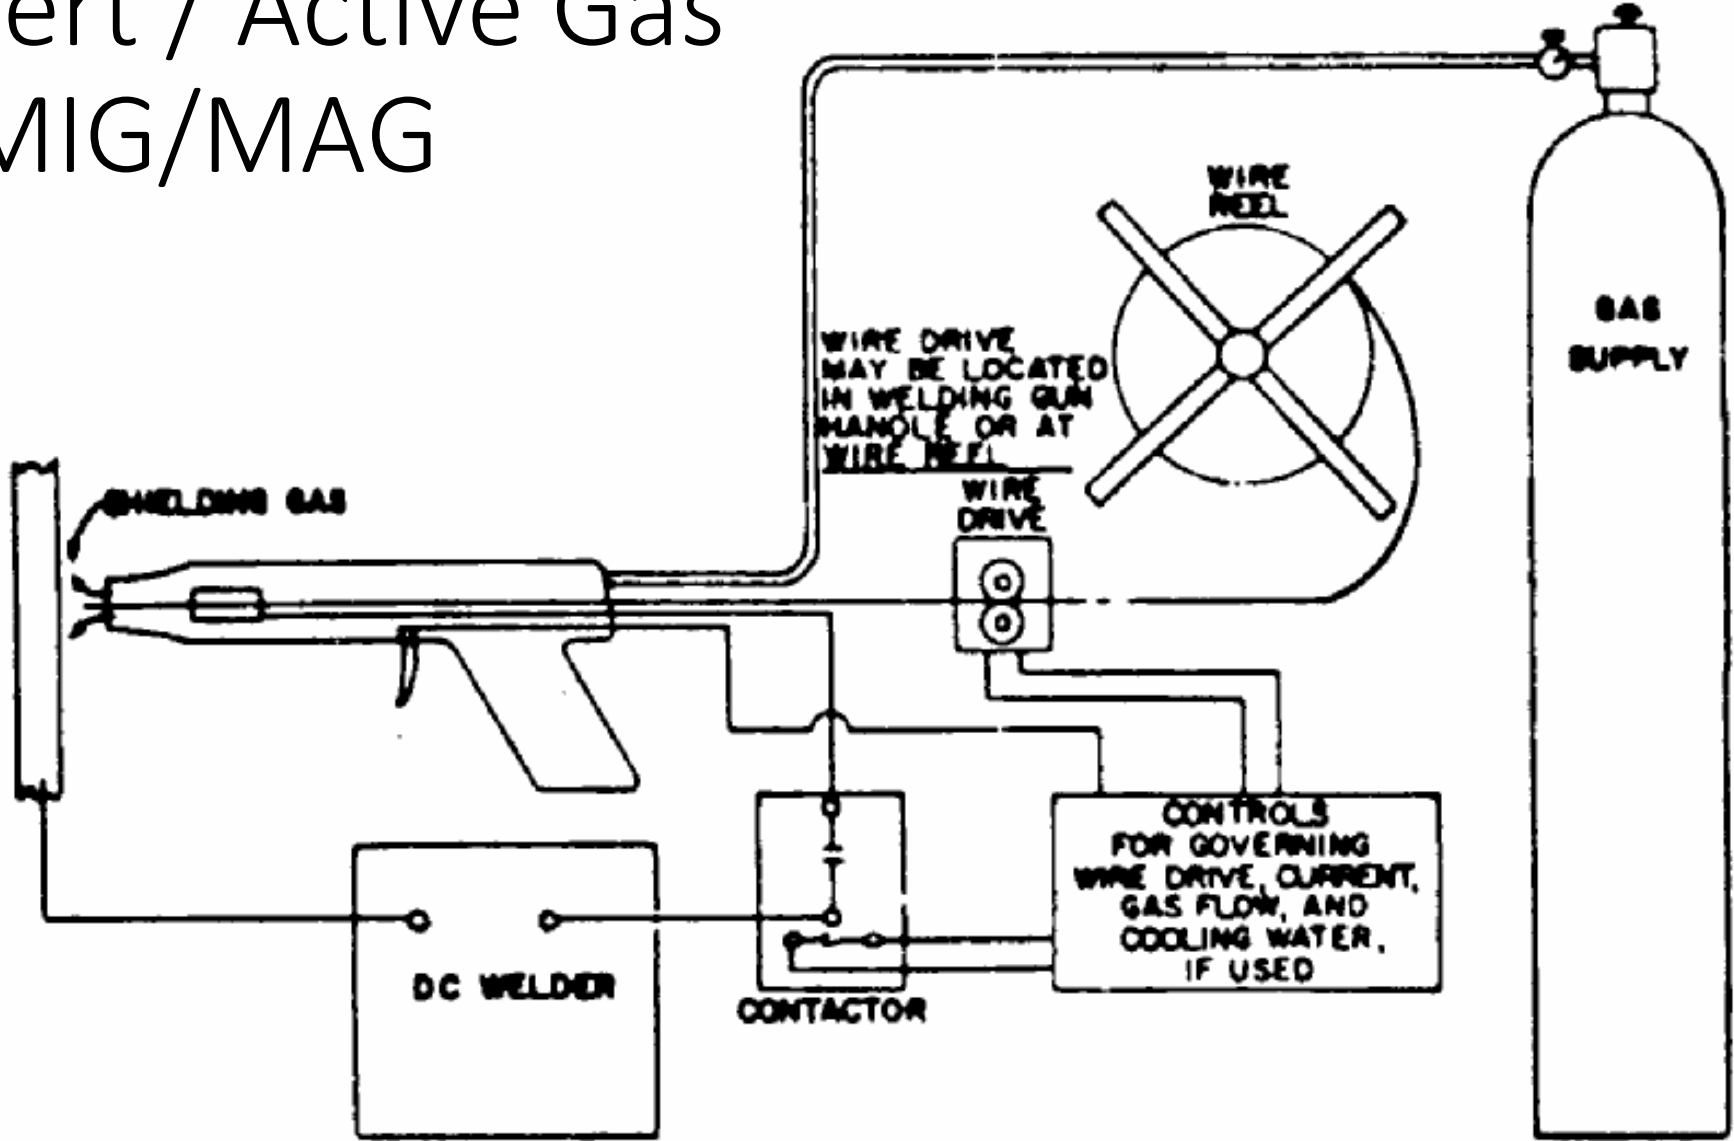 ert / Active Gas
MIG/MAG
WIRE
REEL
GAS
SUPPLY
WIRE DRIVE
MAY BE LOCATED
IN WELDING GUN
HANDLE OR AT
WIRE REEL
WIRE
DRIVE
SHIELDING GAS
CONTROLS
FOR GOVERNING
WIRE DRIVE, CURRENT,
GAS FLOW, AND
COOLING WATER,
IF USED
DC WELDER
CONTACTOR